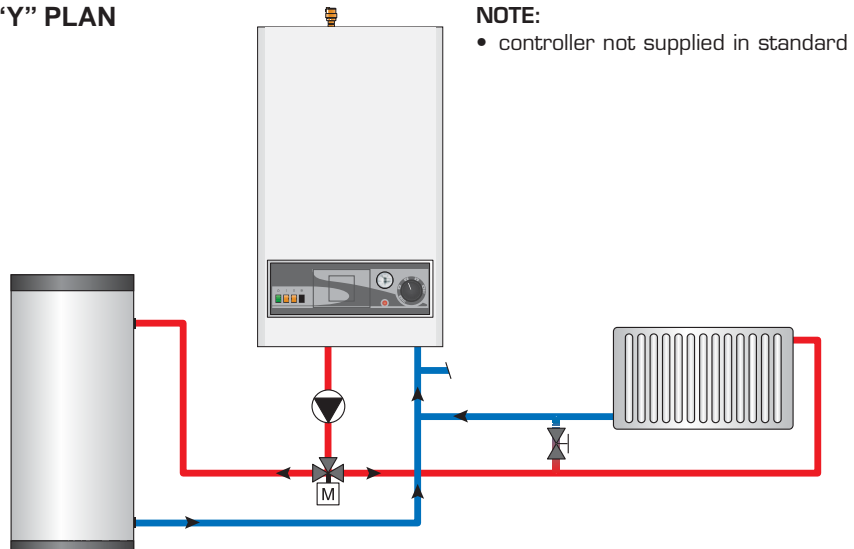 “Y” PLAN
NOTE:
• controller not supplied in standard
M